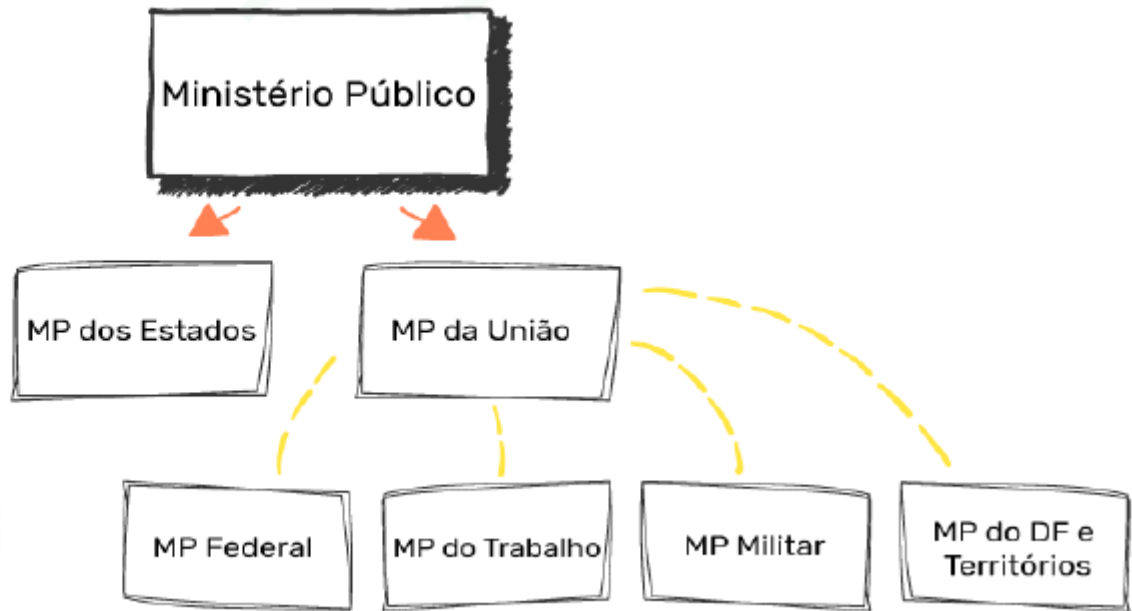 Ministério Público
MP dos Estados
MP da União
MP Federal
MP do Trabalho
MP Militar
MP do DF e
Territórios